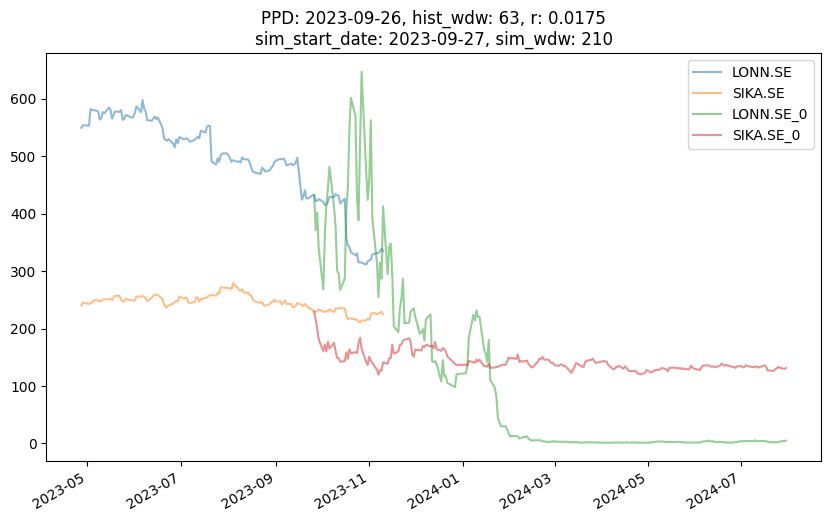 PPD: 2023-09-26, hist_wdw: 63, r: 0.0175
sim_start_date: 2023-09-27, sim_wdw: 210
LONN.SE
SIKA.SE
LONN.SE_0
SIKA.SE_0
600
500
400
300
200
100
0
2023-05
2023-07
2023-09
2023-11
2024-01
2024-03
2024-05
2024-07